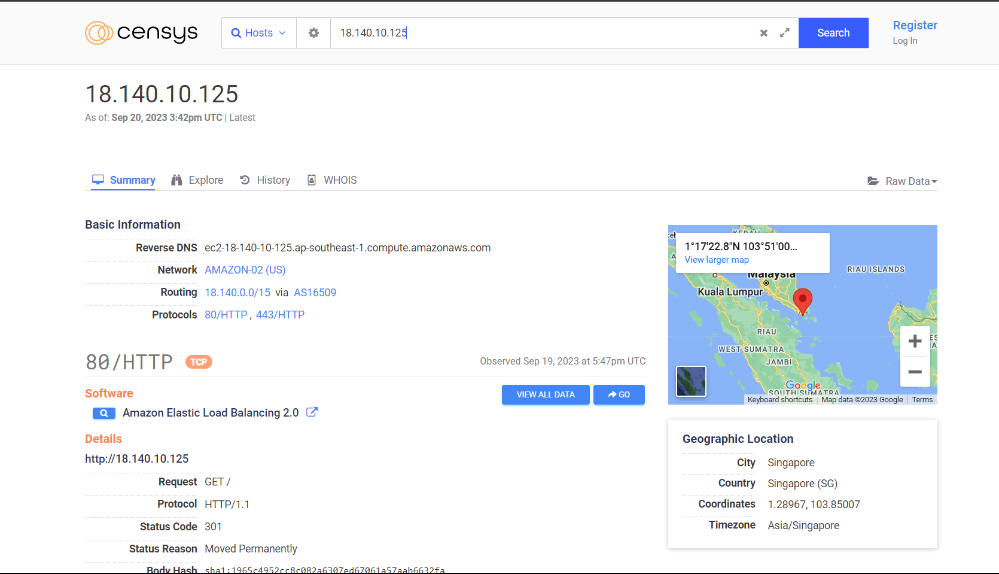 censys
Hosts
18.140.10.125
Search
Register
Log In
18.140.10.125
As of: Sep 20, 2023 3:42pm UTC | Latest
Summary
Explore
History
WHOIS
Raw Data
Basic Information
Reverse DNS ec2-18-140-10-125.ap-southeast-1.compute.amazonaws.com
Network AMAZON-02 (US)
Routing 18.140.0.0/15 via AS16509
Protocols 80/HTTP , 443/HTTP
80/HTTP TCP
Observed Sep 19, 2023 at 5:47pm UTC
Software
VIEW ALL DATA
GO
Amazon Elastic Load Balancing 2.0
Details
http://18.140.10.125
Request GET /
Protocol HTTP/1.1
Status Code 301
Status Reason Moved Permanently
Body Hash sha1:1965c4952cc8c082a6307ed67061a57aab6632fa
KEDAH
1°17'22.8"N 103°51'00...
View larger map
RIAU ISLANDS
Malaysia
Kuala Lumpur
RIAU
WEST SUMATRA
JAMBI
Google
SOUTH SUMATRA
Keyboard shortcuts
Map data ©2023 Google
Terms
Geographic Location
City Singapore
Country Singapore (SG)
Coordinates 1.28967, 103.85007
Timezone Asia/Singapore